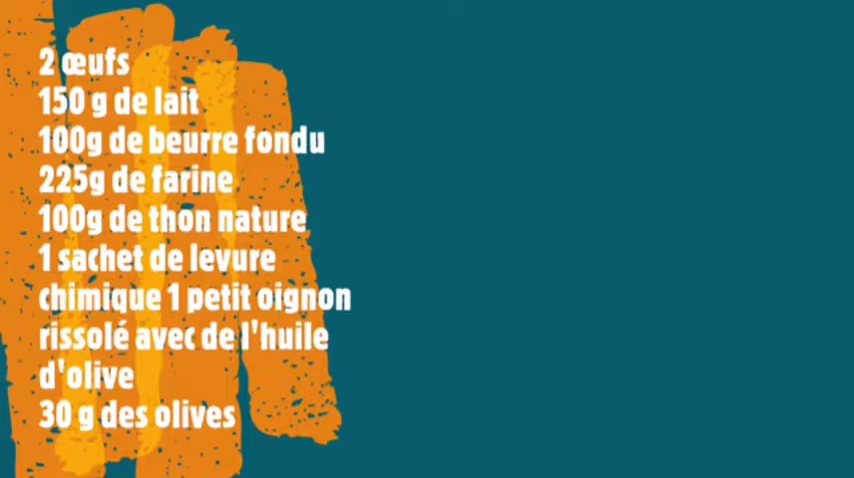 2 œufs
150 g de lait
100g de beurre fondu
225g de farine
100g de thon nature
1 sachet de levure
chimique 1 petit oignon
rissolé avec de l'huile
d'olive
30 g des olives